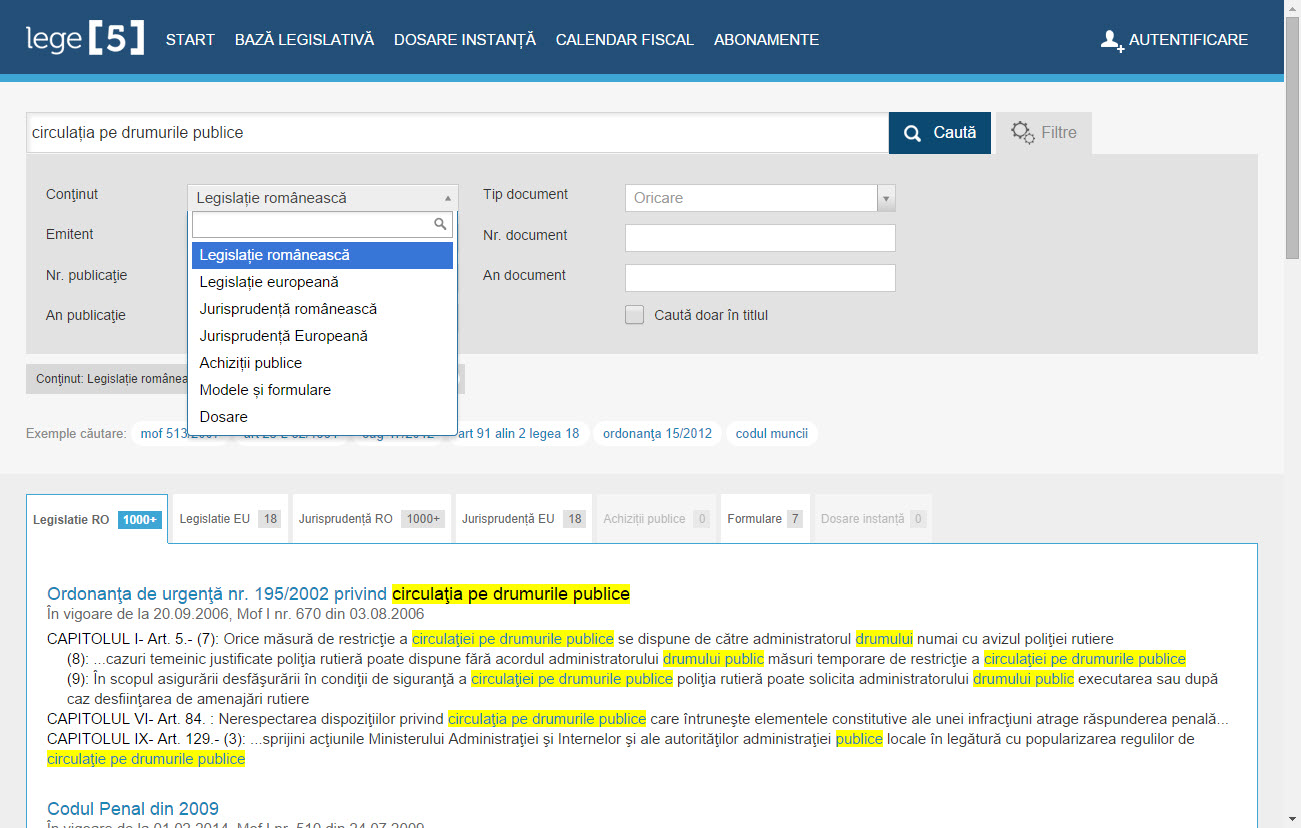 lege [5] START BAZĂ LEGISLATIVĂ DOSARE INSTANȚĂ CALENDAR FISCAL ABONAMENTE AUTENTIFICARE
circulația pe drumurile publice Caută Filtre
Conţinut Legislație românească Tip document Oricare
Emitent Nr. document
Nr. publicaţie An document
An publicaţie Caută doar în titlul
Legislație românească
Legislație europeană
Jurisprudență românească
Jurisprudență Europeană
Achiziții publice
Modele și formulare
Dosare
Conţinut: Legislație
Exemple căutare: mof art 91 alin 2 legea 18 ordonanţa 15/2012 codul muncii
Legislatie RO 1000+ Legislatie EU 18 Jurisprudență RO 1000+ Jurisprudență EU 18 Achiziții publice 0 Formulare 7 Dosare instanță 0
Ordonanţa de urgenţă nr. 195/2002 privind circulaţia pe drumurile publice
În vigoare de la 20.09.2006, Mof I nr. 670 din 03.08.2006
CAPITOLUL I- Art. 5.- (7): Orice măsură de restricţie a circulaţiei pe drumurile publice se dispune de către administratorul drumului numai cu avizul poliţiei rutiere
(8): ...cazuri temeinic justificate poliţia rutieră poate dispune fără acordul administratorului drumului public măsuri temporare de restricţie a circulaţiei pe drumurile publice
(9): În scopul asigurării desfăşurării în condiţii de siguranţă a circulaţiei pe drumurile publice poliţia rutieră poate solicita administratorului drumului public executarea sau după
caz desfiinţarea de amenajări rutiere
CAPITOLUL VI- Art. 84. : Nerespectarea dispoziţiilor privind circulaţia pe drumurile publice care întruneşte elementele constitutive ale unei infracţiuni atrage răspunderea penală...
CAPITOLUL IX- Art. 129.- (3): ...sprijini acţiunile Ministerului Administraţiei şi Internelor şi ale autorităţilor administraţiei publice locale în legătură cu popularizarea regulilor de
circulaţie pe drumurile publice
Codul Penal din 2009
În vigoare de la 01.02.2014, Mof I nr. 510 din 24.07.2009